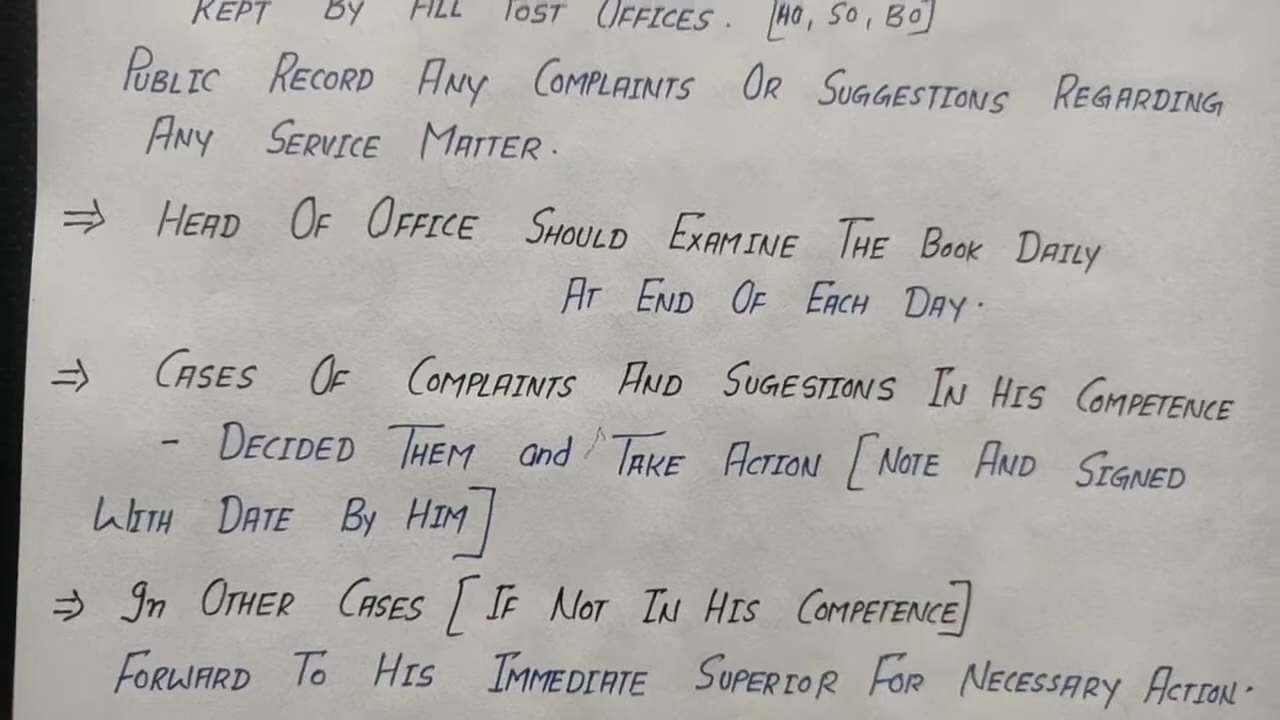 KEPT BY ALL POST OFFICES. [HO, SO, BO]
PUBLIC RECORD ANY COMPLAINTS OR SUGGESTIONS REGARDING
ANY SERVICE MATTER.
⇒ HEAD OF OFFICE SHOULD EXAMINE THE BOOK DAILY
AT END OF EACH DAY.
⇒ CASES OF COMPLAINTS AND SUGESTIONS IN HIS COMPETENCE
- DECIDED THEM and TAKE ACTION [NOTE AND SIGNED
WITH DATE BY HIM]
⇒ In OTHER CASES [IF NOT IN HIS COMPETENCE]
FORWARD TO HIS IMMEDIATE SUPERIOR FOR NECESSARY ACTION.